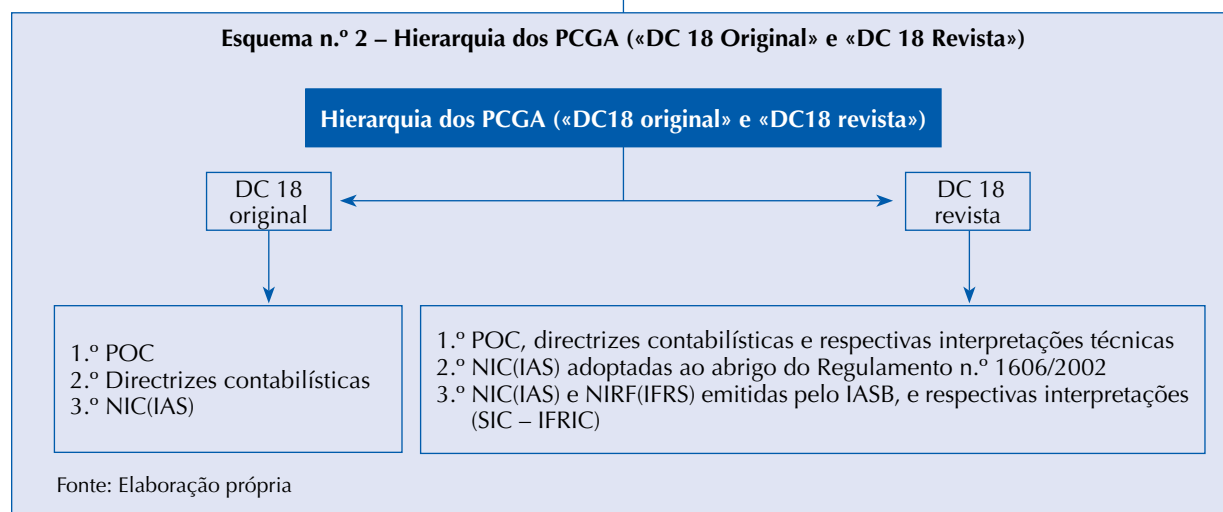 Esquema n.º 2 – Hierarquia dos PCGA («DC 18 Original» e «DC 18 Revista»)
Hierarquia dos PCGA («DC18 original» e «DC18 revista»)
DC 18
original
DC 18
revista
1.º POC
2.º Directrizes contabilísticas
3.º NIC(IAS)
1.º POC, directrizes contabilísticas e respectivas interpretações técnicas
2.º NIC(IAS) adoptadas ao abrigo do Regulamento n.º 1606/2002
3.º NIC(IAS) e NIRF(IFRS) emitidas pelo IASB, e respectivas interpretações
(SIC – IFRIC)
Fonte: Elaboração própria